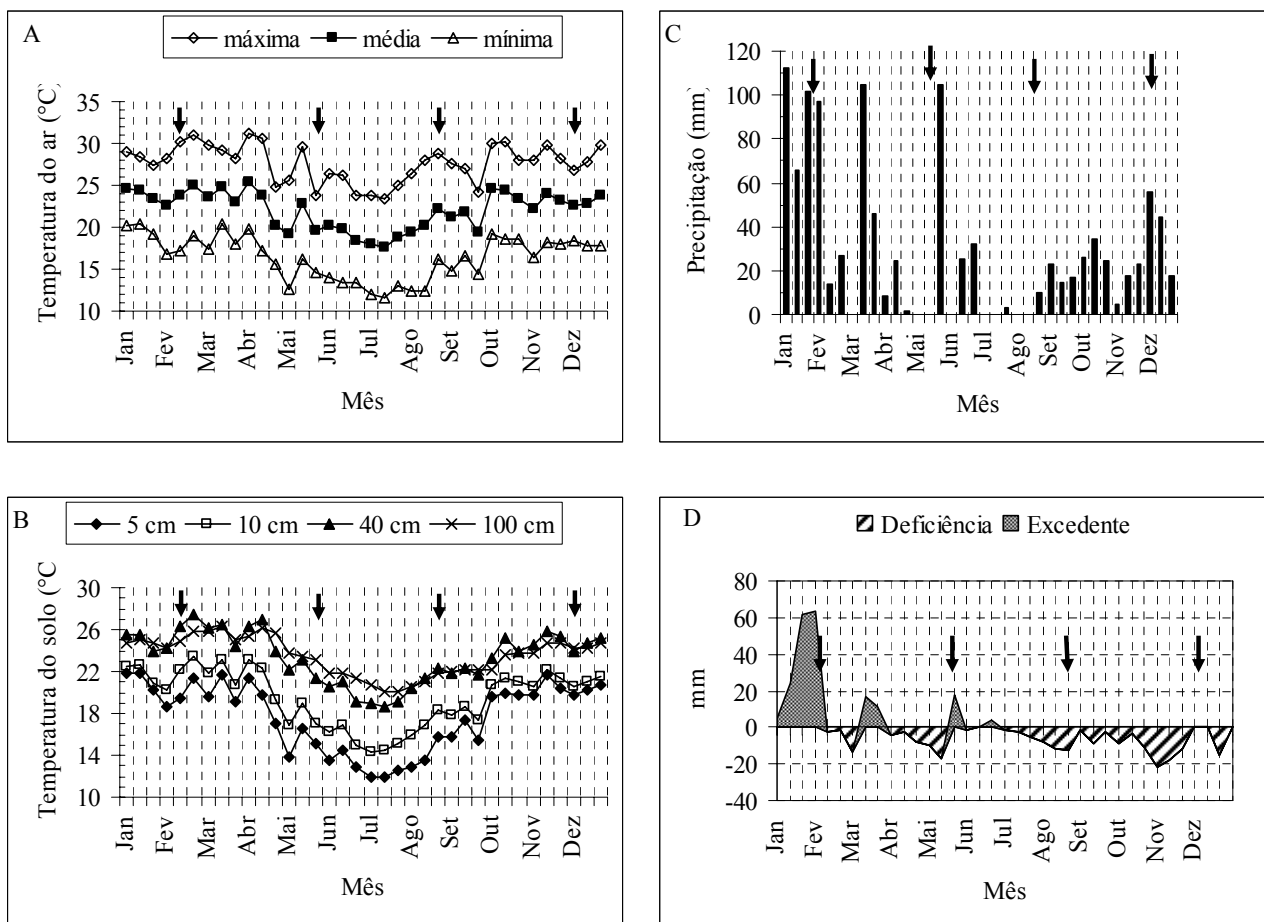 A
máxima média mínima
Temperatura do ar (°C)
35
30
25
20
15
10
Jan Fev Mar Abr Mai Jun Jul Ago Set Out Nov Dez
Mês
C
Precipitação (mm)
120
100
80
60
40
20
0
Jan Fev Mar Abr Mai Jun Jul Ago Set Out Nov Dez
Mês
B
5 cm 10 cm 40 cm 100 cm
Temperatura do solo (°C
30
26
22
18
14
10
Jan Fev Mar Abr Mai Jun Jul Ago Set Out Nov Dez
Mês
D
Deficiência Excedente
mm
80
60
40
20
0
-20
-40
Jan Fev Mar Abr Mai Jun Jul Ago Set Out Nov Dez
Mês